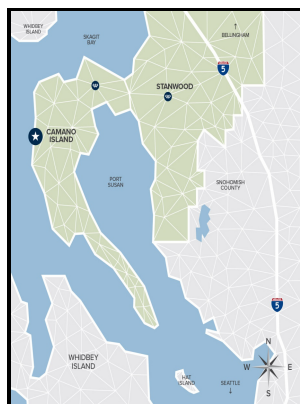 WHIDBEY
ISLAND
SKAGIT
BAY
↑
BELLINGHAM
5
STANWOOD
CAMANO
ISLAND
PORT
SUSAN
SNOHOMISH
COUNTY
5
WHIDBEY
ISLAND
HAT
ISLAND
SEATTLE
↓
N
W
E
S